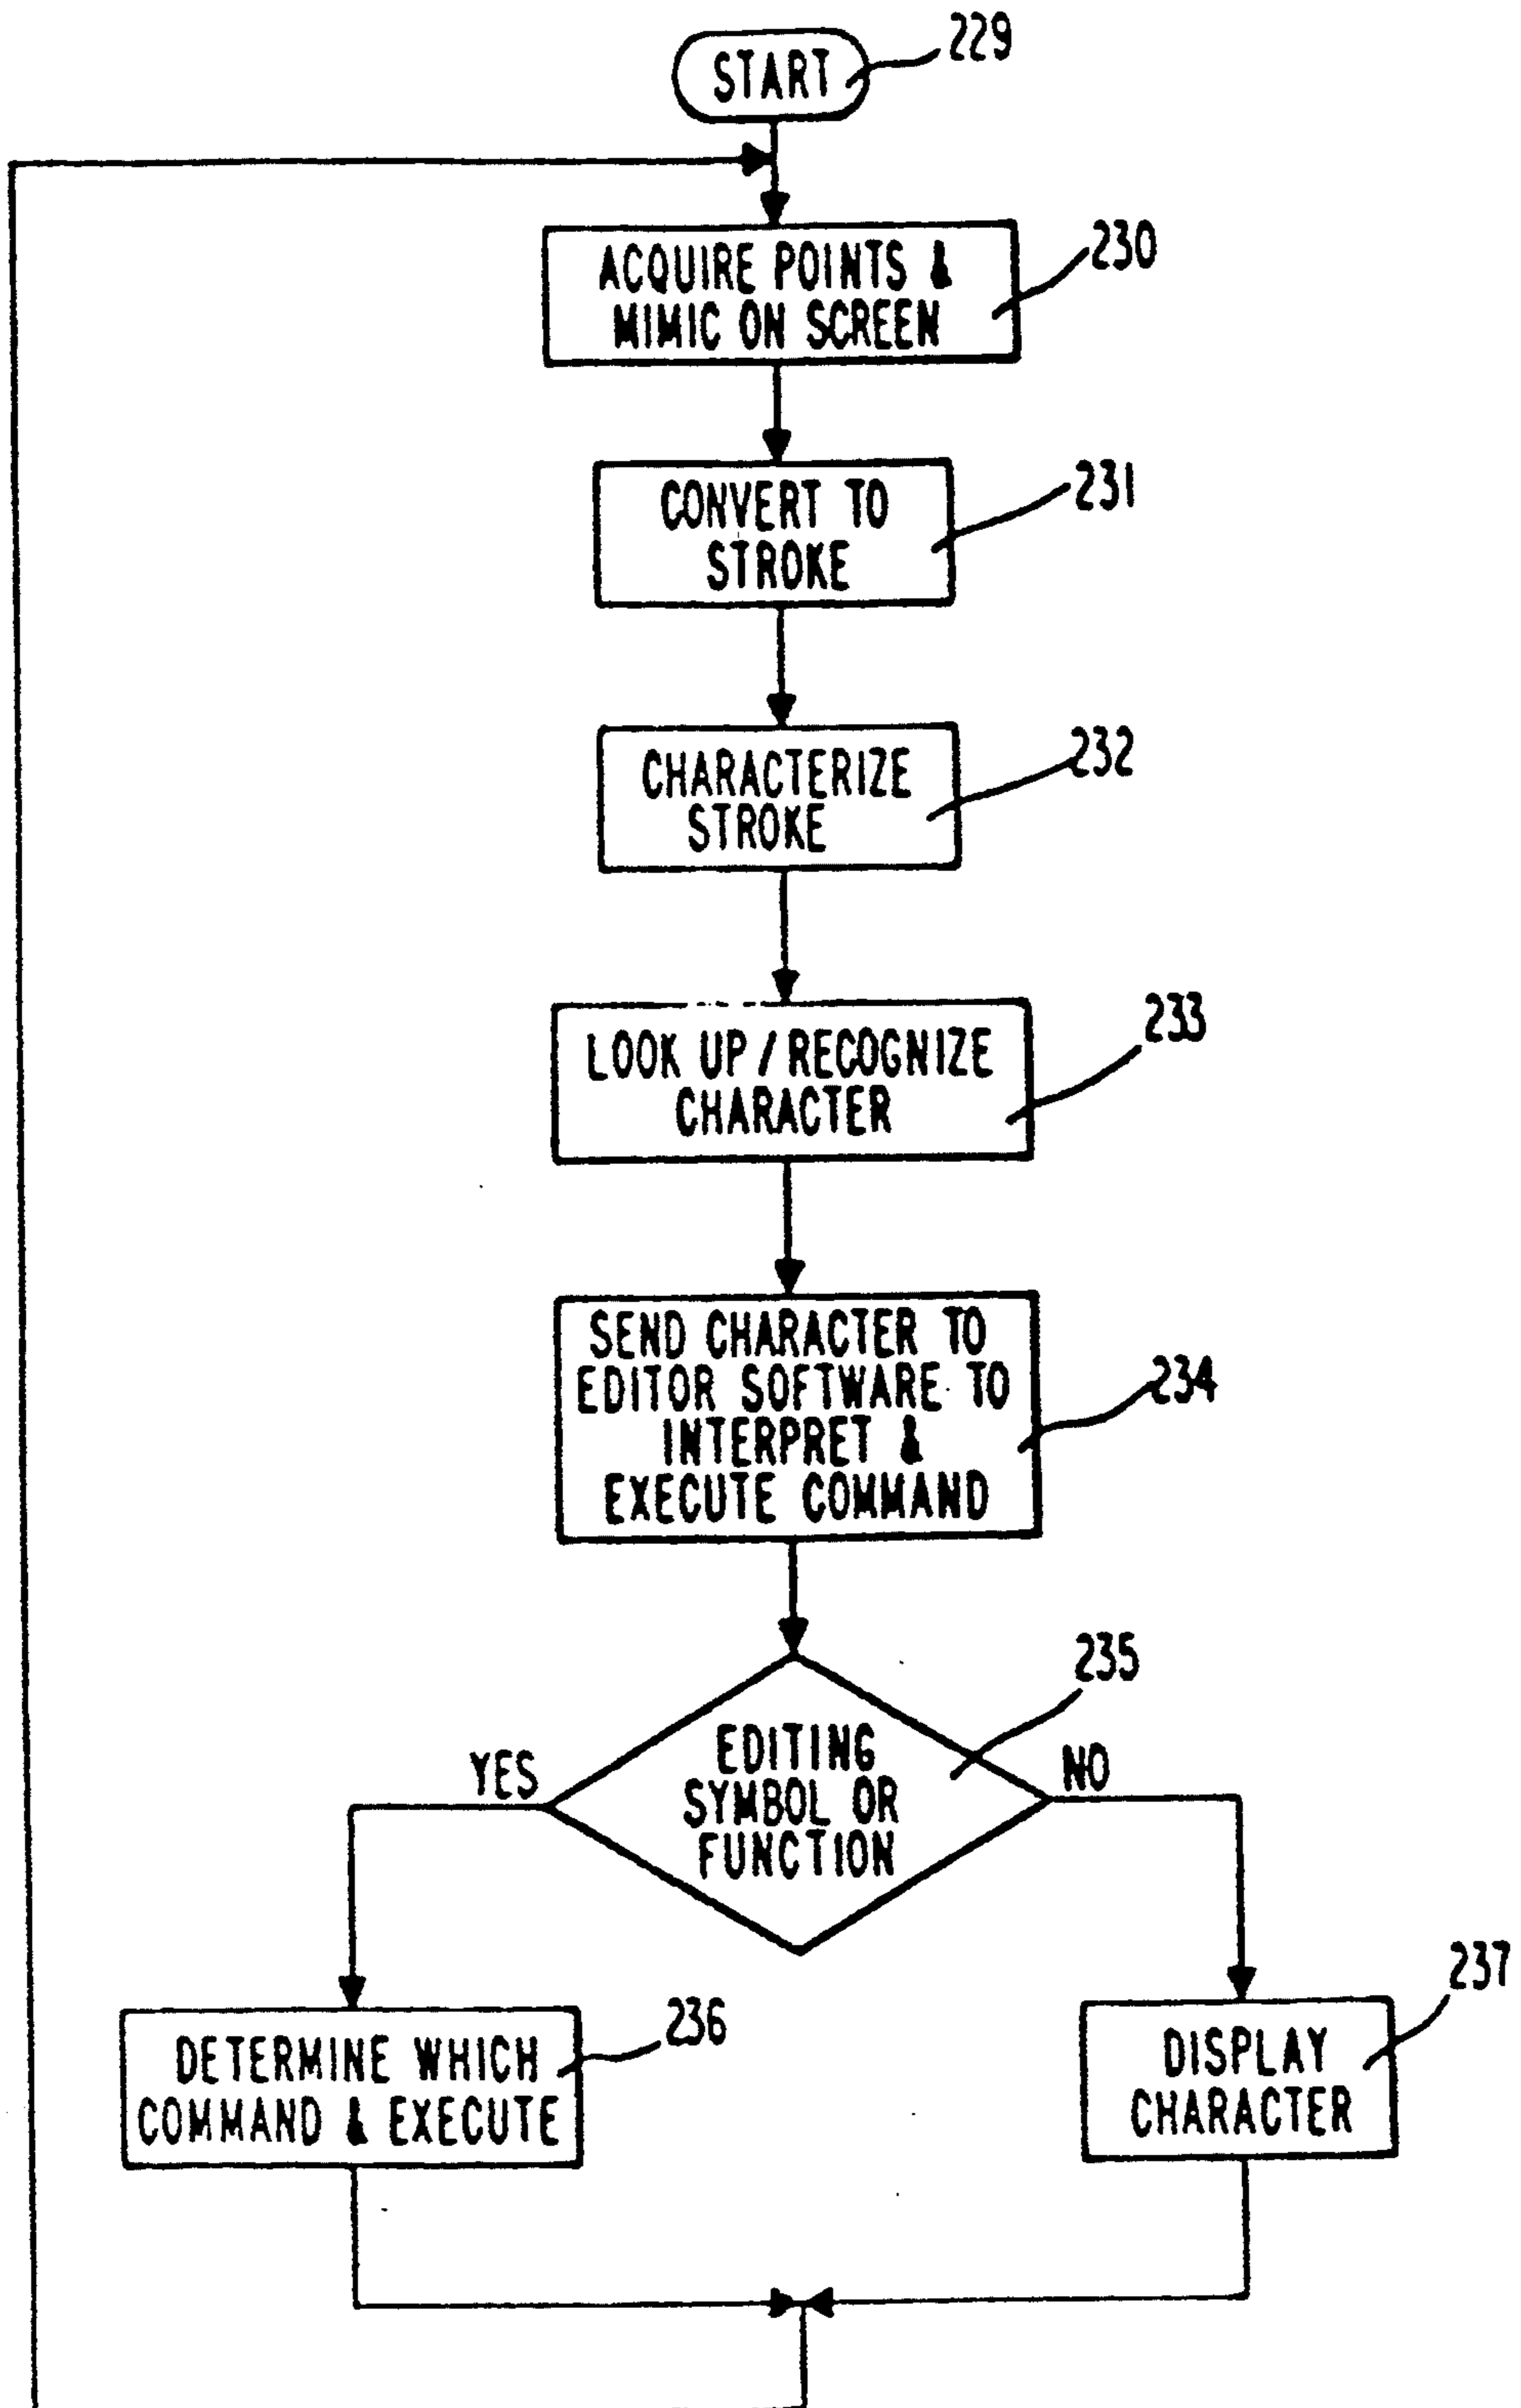 START
229
ACQUIRE POINTS &
MIMIC ON SCREEN
230
CONVERT TO
STROKE
231
CHARACTERIZE
STROKE
232
LOOK UP / RECOGNIZE
CHARACTER
233
SEND CHARACTER TO
EDITOR SOFTWARE TO
INTERPRET &
EXECUTE COMMAND
234
EDITING
SYMBOL OR
FUNCTION
235
YES
NO
DETERMINE WHICH
COMMAND & EXECUTE
236
DISPLAY
CHARACTER
237